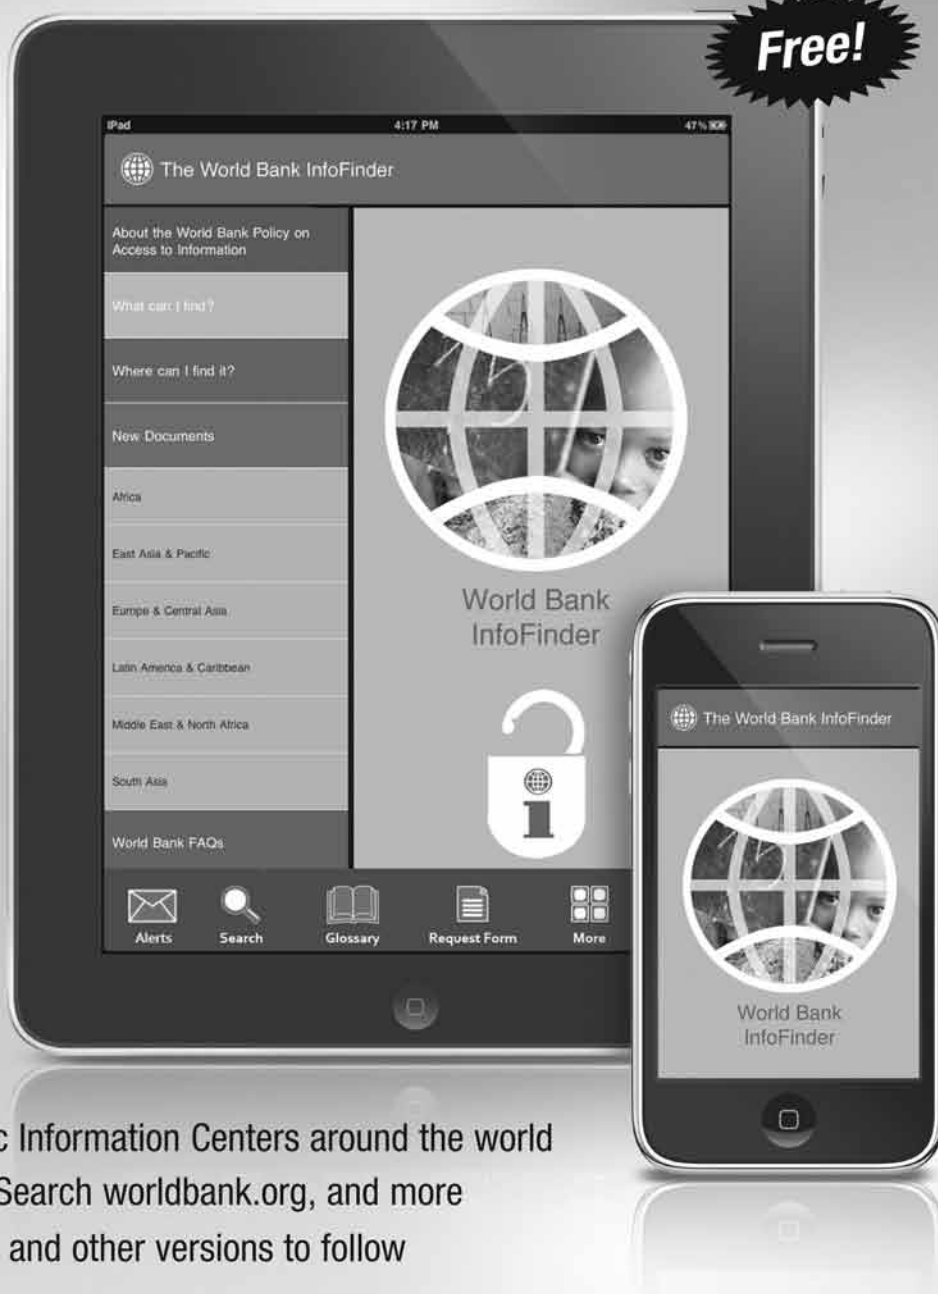 Free!
iPad
4:17 PM
47%
The World Bank InfoFinder
About the World Bank Policy on
Access to Information
What can I find?
Where can I find it?
New Documents
Africa
East Asia & Pacific
Europe & Central Asia
Latin America & Caribbean
Middle East & North Africa
South Asia
World Bank FAQs
World Bank
InfoFinder
i
Alerts
Search
Glossary
Request Form
More
The World Bank InfoFinder
World Bank
InfoFinder
Information Centers around the world
Search worldbank.org, and more
and other versions to follow